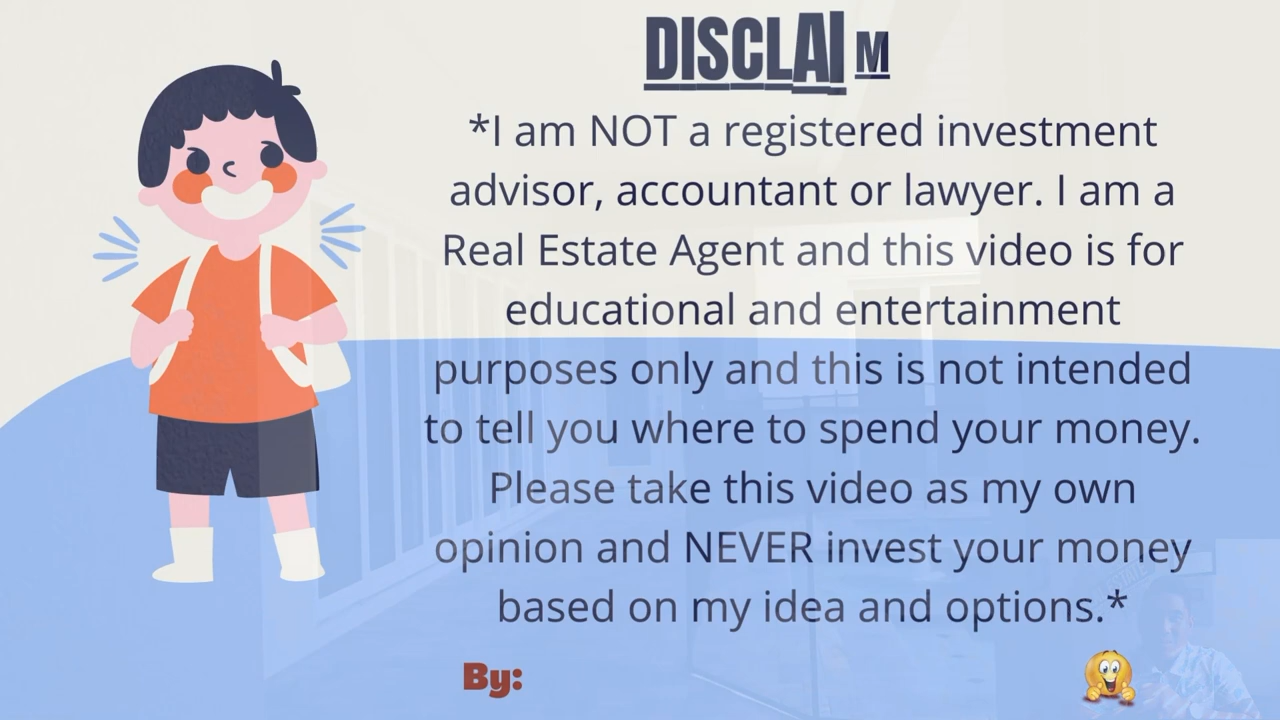 DISCLAIM
*I am NOT a registered investment
advisor, accountant or lawyer. I am a
Real Estate Agent and this video is for
educational and entertainment
purposes only and this is not intended
to tell you where to spend your money.
Please take this video as my own
opinion and NEVER invest your money
based on my idea and options.*
By: